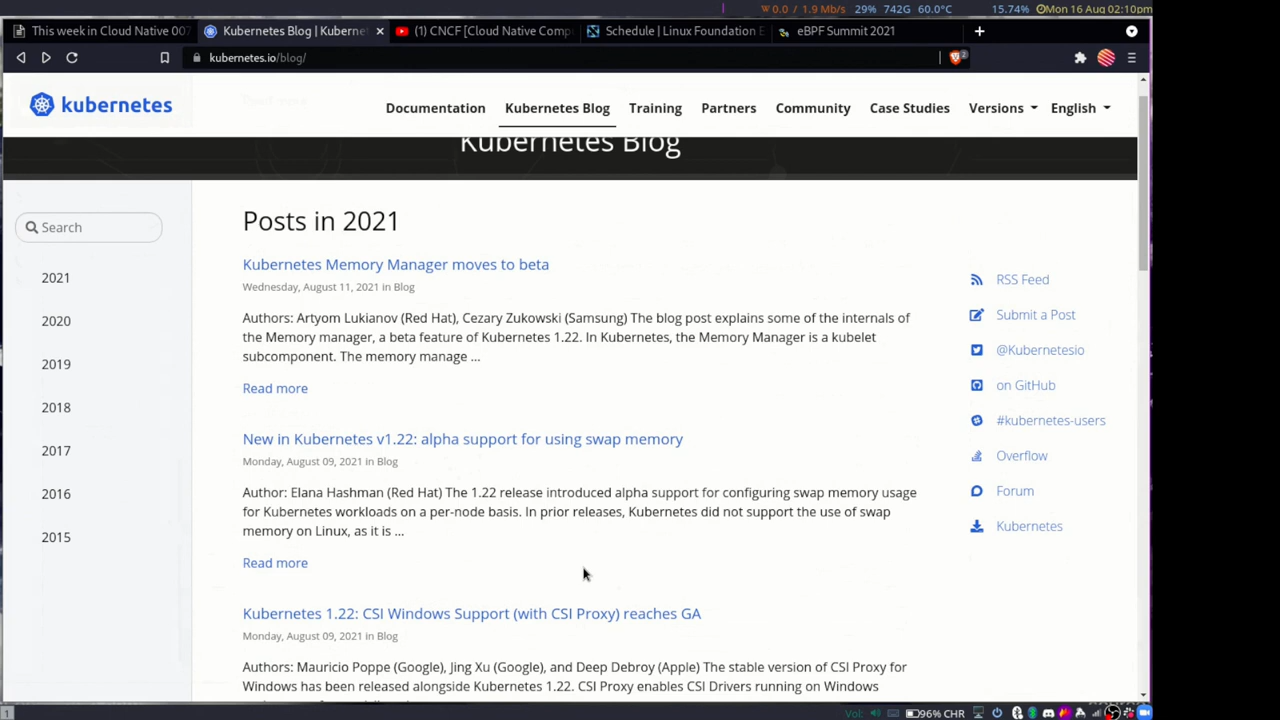 W 0.0 / 1.9 Mb/s 29% 742G 60.0°C 15.74% Mon 16 Aug 02:10pm
This week in Cloud Native 007
Kubernetes Blog | Kuberne
(1) CNCF [Cloud Native Comp
Schedule | Linux Foundation E
eBPF Summit 2021
kubernetes.io/blog/
kubernetes
Documentation
Kubernetes Blog
Training
Partners
Community
Case Studies
Versions
English
Kubernetes Blog
Search
2021
2020
2019
2018
2017
2016
2015
Posts in 2021
Kubernetes Memory Manager moves to beta
Wednesday, August 11, 2021 in Blog
Authors: Artyom Lukianov (Red Hat), Cezary Zukowski (Samsung) The blog post explains some of the internals of
the Memory manager, a beta feature of Kubernetes 1.22. In Kubernetes, the Memory Manager is a kubelet
subcomponent. The memory manage ...
Read more
New in Kubernetes v1.22: alpha support for using swap memory
Monday, August 09, 2021 in Blog
Author: Elana Hashman (Red Hat) The 1.22 release introduced alpha support for configuring swap memory usage
for Kubernetes workloads on a per-node basis. In prior releases, Kubernetes did not support the use of swap
memory on Linux, as it is ...
Read more
Kubernetes 1.22: CSI Windows Support (with CSI Proxy) reaches GA
Monday, August 09, 2021 in Blog
Authors: Mauricio Poppe (Google), Jing Xu (Google), and Deep Debroy (Apple) The stable version of CSI Proxy for
Windows has been released alongside Kubernetes 1.22. CSI Proxy enables CSI Drivers running on Windows
RSS Feed
Submit a Post
@Kubernetesio
on GitHub
#kubernetes-users
Overflow
Forum
Kubernetes
1
Vol: 96% CHR